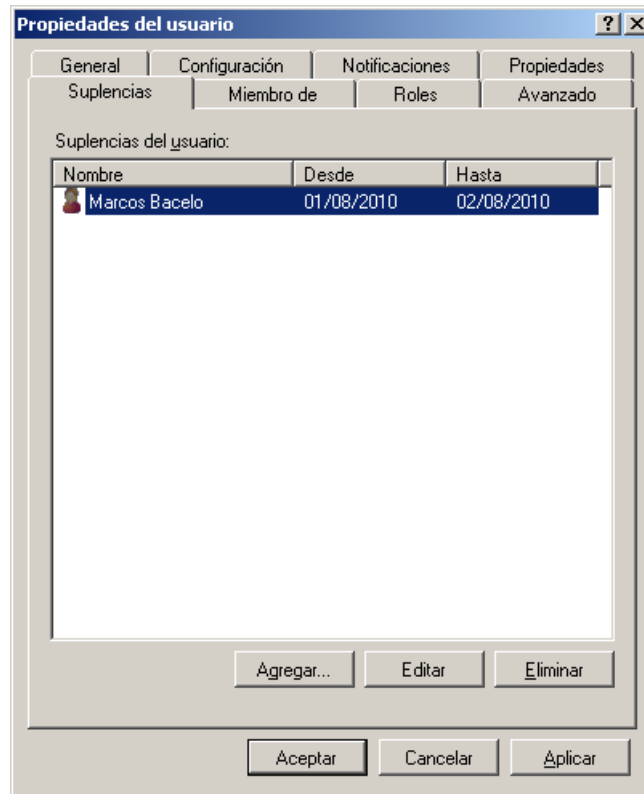 Propiedades del usuario
General Configuración Notificaciones Propiedades
Suplencias Miembro de Roles Avanzado
Suplencias del usuario:
Nombre Desde Hasta
Marcos Bacelo 01/08/2010 02/08/2010
Agregar... Editar Eliminar
Aceptar Cancelar Aplicar